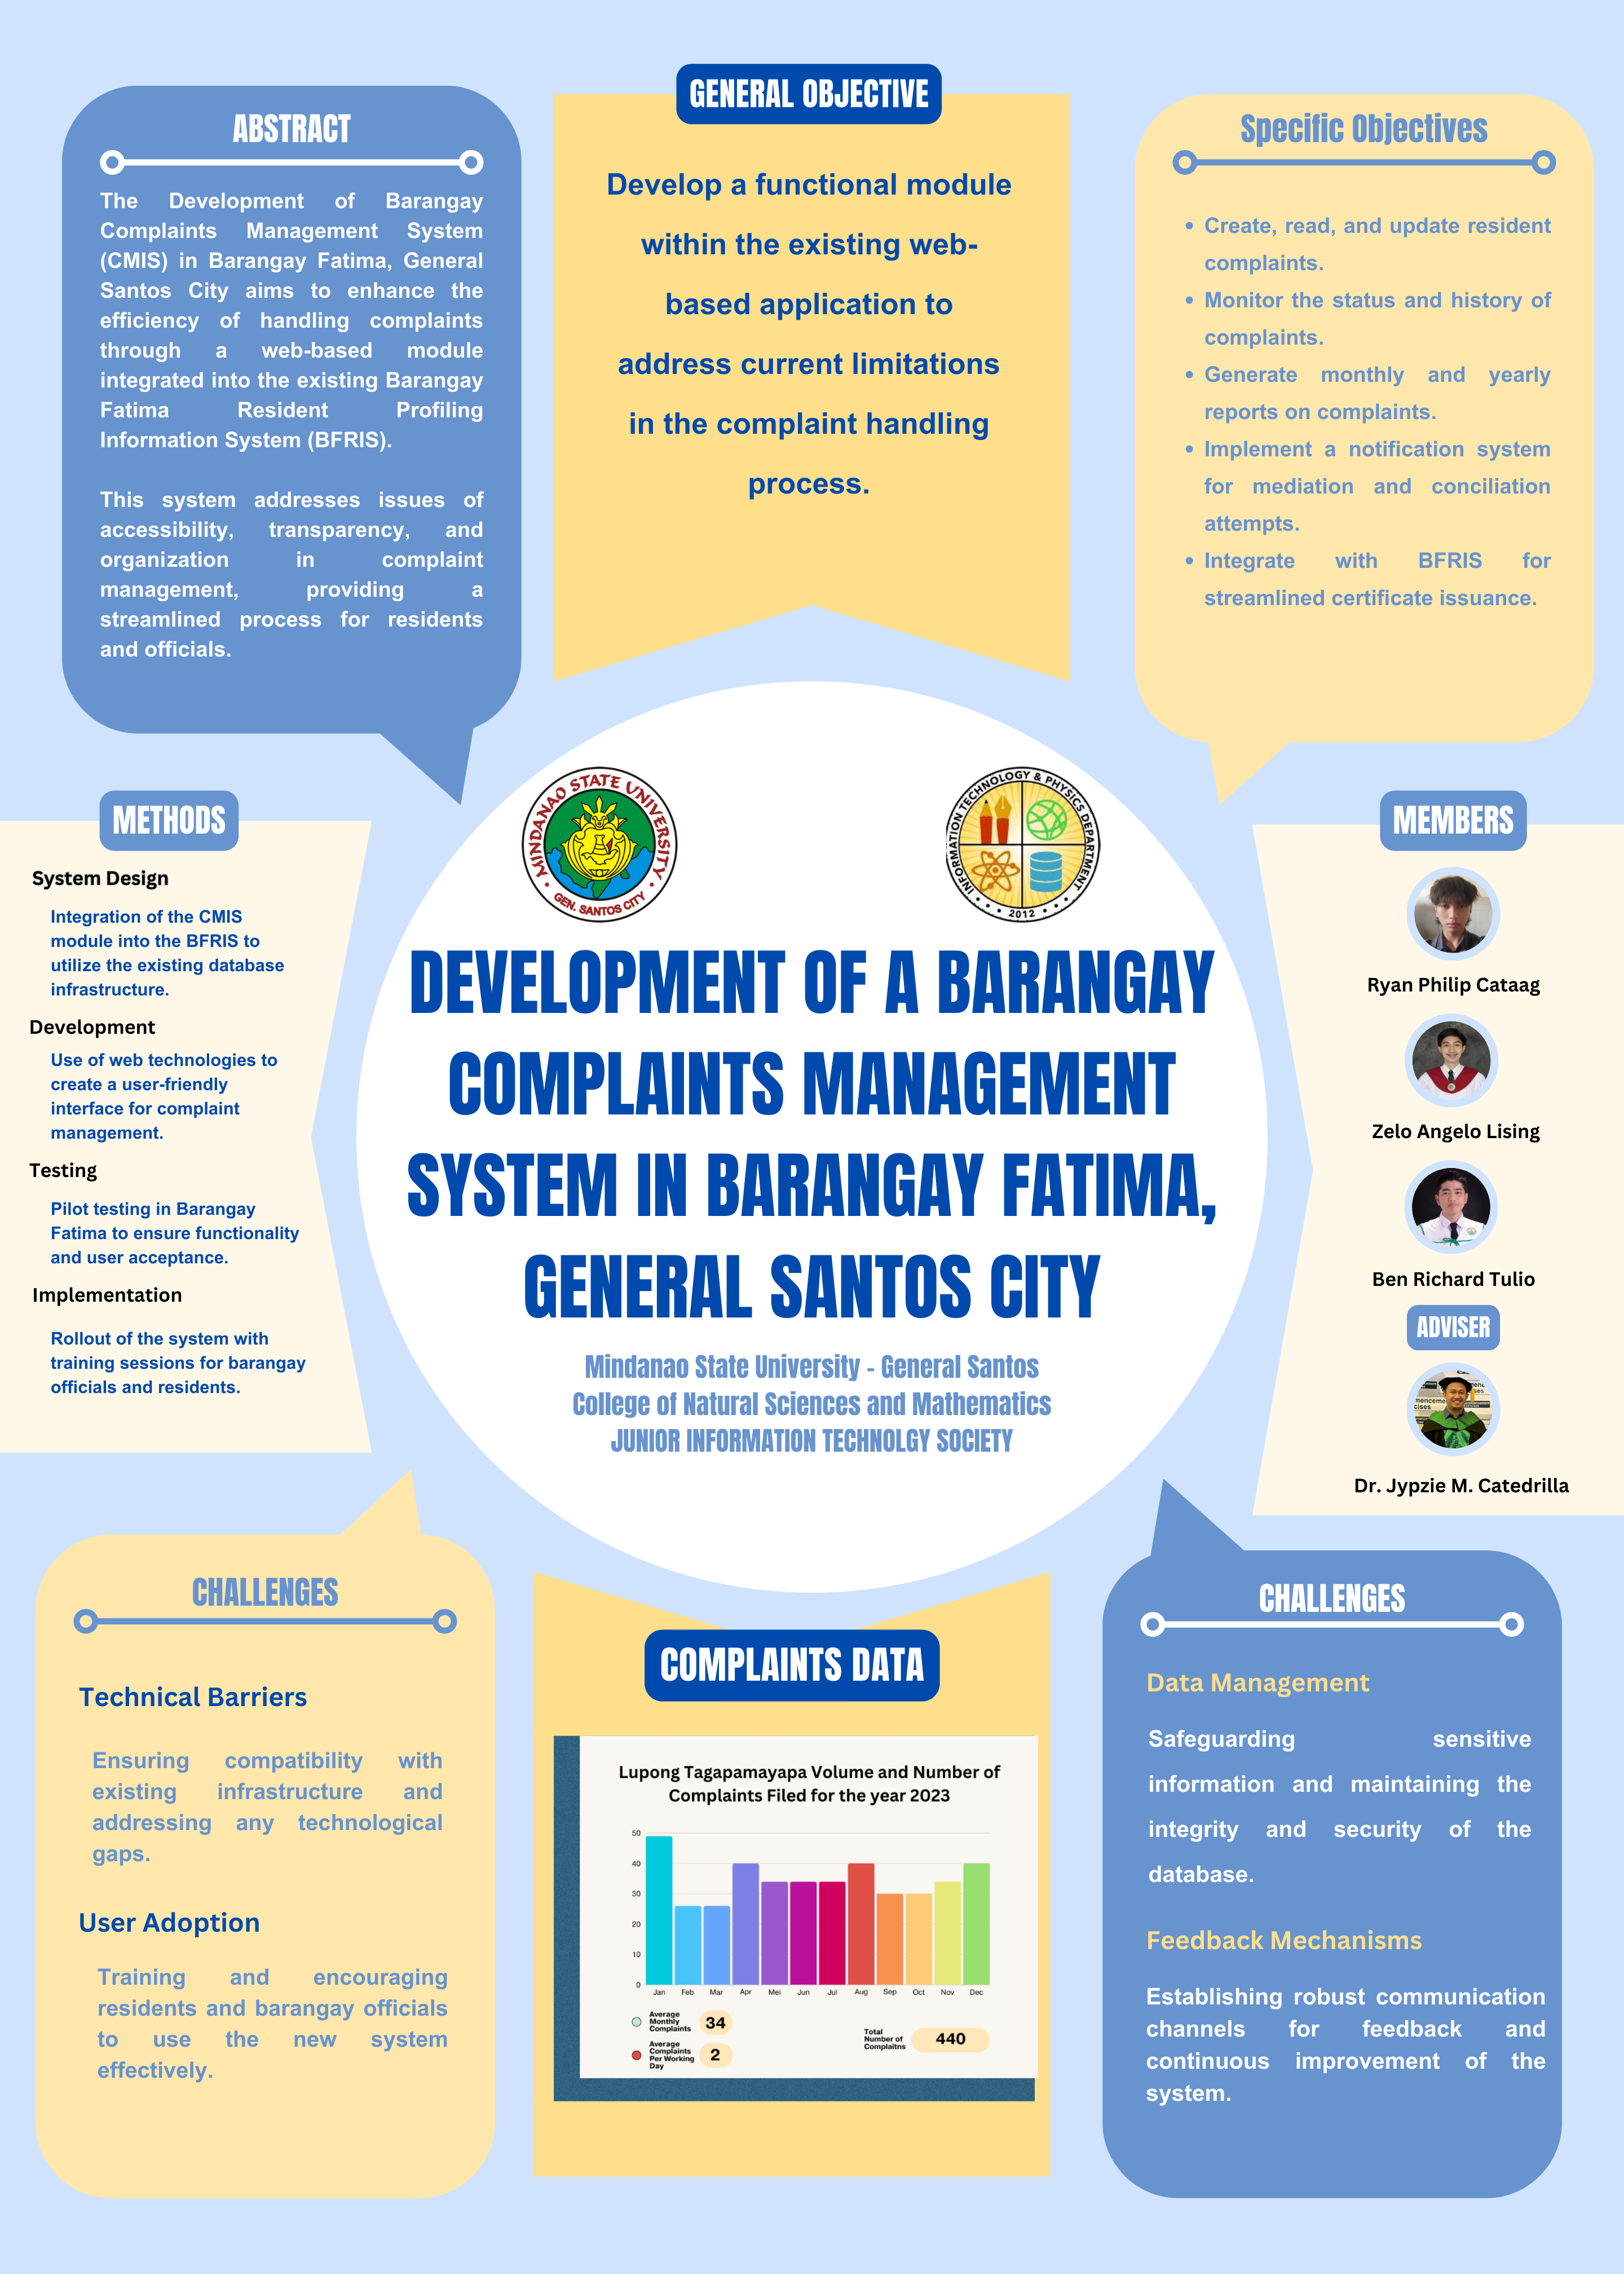 GENERAL OBJECTIVE
Develop a functional module
within the existing web-
based application to
address current limitations
in the complaint handling
process.
ABSTRACT
The Development of Barangay
Complaints Management System
(CMIS) in Barangay Fatima, General
Santos City aims to enhance the
efficiency of handling complaints
through a web-based module
integrated into the existing Barangay
Fatima Resident Profiling
Information System (BFRIS).
This system addresses issues of
accessibility, transparency, and
organization in complaint
management, providing a
streamlined process for residents
and officials.
Specific Objectives
• Create, read, and update resident
complaints.
• Monitor the status and history of
complaints.
• Generate monthly and yearly
reports on complaints.
• Implement a notification system
for mediation and conciliation
attempts.
• Integrate with BFRIS for
streamlined certificate issuance.
METHODS
System Design
Integration of the CMIS
module into the BFRIS to
utilize the existing database
infrastructure.
Development
Use of web technologies to
create a user-friendly
interface for complaint
management.
Testing
Pilot testing in Barangay
Fatima to ensure functionality
and user acceptance.
Implementation
Rollout of the system with
training sessions for barangay
officials and residents.
MINDANAO STATE UNIVERSITY
GEN. SANTOS CITY
INFORMATION TECHNOLOGY & PHYSICS DEPARTMENT
2012
DEVELOPMENT OF A BARANGAY
COMPLAINTS MANAGEMENT
SYSTEM IN BARANGAY FATIMA,
GENERAL SANTOS CITY
Mindanao State University - General Santos
College of Natural Sciences and Mathematics
JUNIOR INFORMATION TECHNOLGY SOCIETY
MEMBERS
Ryan Philip Cataag
Zelo Angelo Lising
Ben Richard Tulio
ADVISER
Dr. Jypzie M. Catedrilla
CHALLENGES
Technical Barriers
Ensuring compatibility with
existing infrastructure and
addressing any technological
gaps.
User Adoption
Training and encouraging
residents and barangay officials
to use the new system
effectively.
COMPLAINTS DATA
Lupong Tagapamayapa Volume and Number of
Complaints Filed for the year 2023
50
40
30
20
10
0
Jan Feb Mar Apr Mei Jun Jul Aug Sep Oct Nov Dec
Average
Monthly
Complaints
34
Average
Complaints
Per Working
Day
2
Total
Number of
Complaitns
440
CHALLENGES
Data Management
Safeguarding sensitive
information and maintaining the
integrity and security of the
database.
Feedback Mechanisms
Establishing robust communication
channels for feedback and
continuous improvement of the
system.